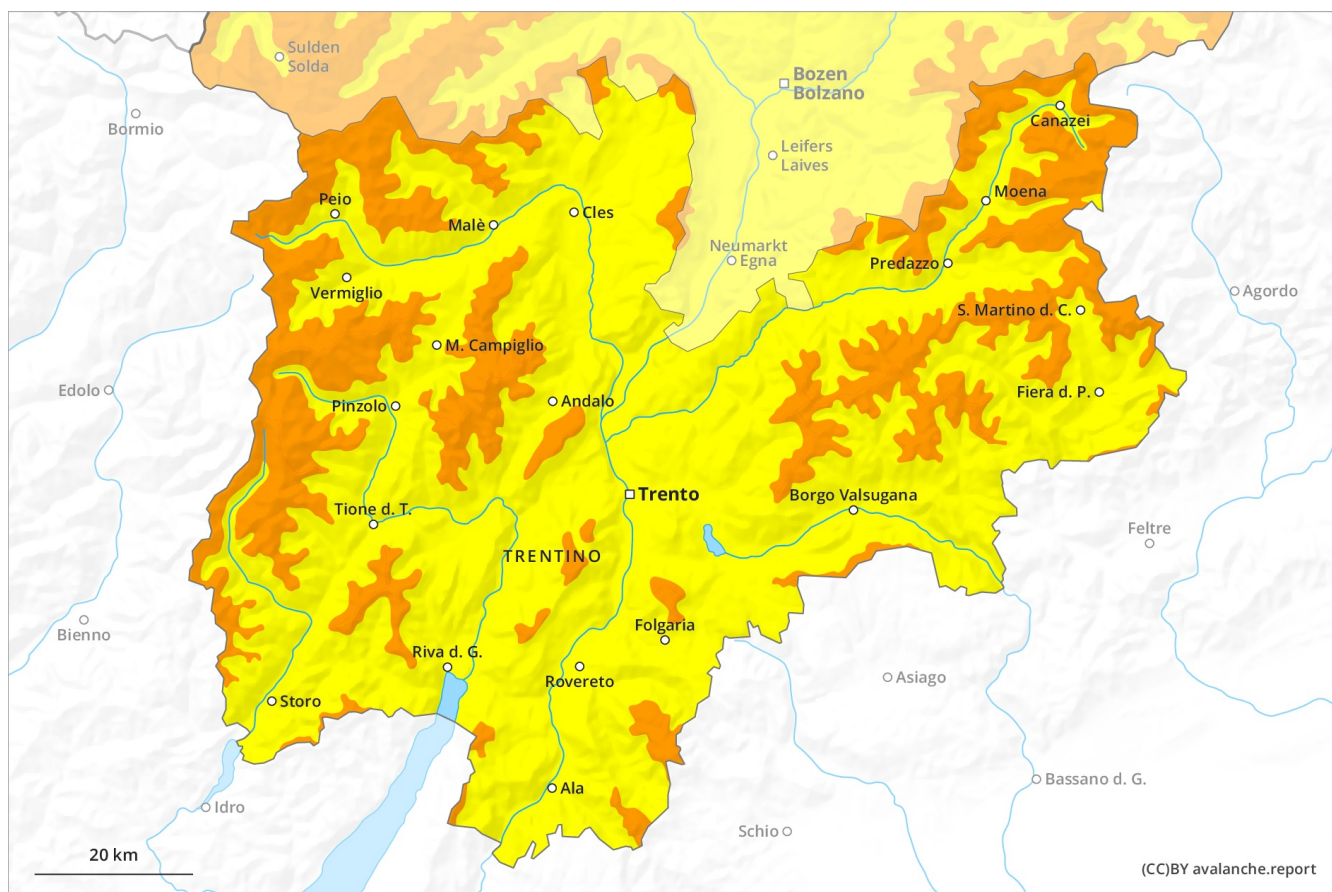 Sulden
Solda
Bozen
Bolzano
Bormio
Canazei
Leifers
Laives
Peio
Moena
Malè
Cles
Neumarkt
Egna
Predazzo
Vermiglio
Agordo
S. Martino d. C.
M. Campiglio
Edolo
Fiera d. P.
Pinzolo
Andalo
Trento
Borgo Valsugana
Tione d. T.
Feltre
TRENTINO
Bienno
Folgaria
Riva d. G.
Asiago
Rovereto
Storo
Bassano d. G.
Ala
Idro
Schio
20 km
(CC)BY avalanche.report